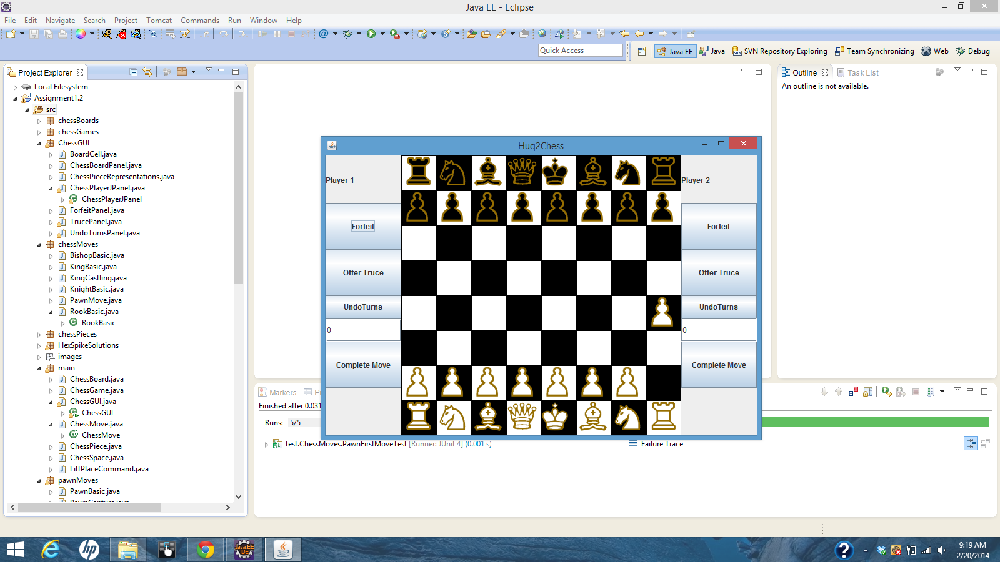 Java EE - Eclipse
File Edit Navigate Search Project Tomcat Commands Run Window Help
Quick Access
Java EE Java SVN Repository Exploring Team Synchronizing Web Debug
Project Explorer
Local Filesystem
Assignment1.2
src
chessBoards
chessGames
ChessGUI
BoardCell.java
ChessBoardPanel.java
ChessPieceRepresentations.java
ChessPlayerJPanel.java
ChessPlayerJPanel
ForfeitPanel.java
TrucePanel.java
UndoTurnsPanel.java
chessMoves
BishopBasic.java
KingBasic.java
KingCastling.java
KnightBasic.java
PawnMove.java
RookBasic.java
RookBasic
chessPieces
HexSpikeSolutions
images
main
ChessBoard.java
ChessGame.java
ChessGUI.java
ChessGUI
ChessMove.java
ChessMove
ChessPiece.java
ChessSpace.java
LiftPlaceCommand.java
pawnMoves
PawnBasic.java
Huq2Chess
Player 1
Forfeit
Offer Truce
UndoTurns
0
Complete Move
Player 2
Forfeit
Offer Truce
UndoTurns
0
Complete Move
Outline Task List
An outline is not available.
Markers
Finished after 0.031
Runs: 5/5
test.ChessMoves.PawnFirstMoveTest [Runner: JUnit 4] (0.001 s)
Failure Trace
9:19 AM
2/20/2014